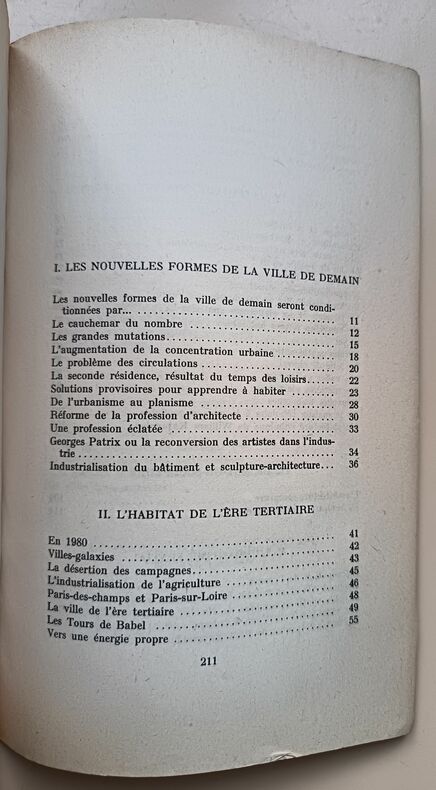 I. LES NOUVELLES FORMES DE LA VILLE DE DEMAIN
Les nouvelles formes de la ville de demain seront condi-
tionnées par... 11
Le cauchemar du nombre 12
Les grandes mutations 15
L'augmentation de la concentration urbaine 18
Le problème des circulations 20
La seconde résidence, résultat du temps des loisirs 22
Solutions provisoires pour apprendre à habiter 23
De l'urbanisme au planisme 28
Réforme de la profession d'architecte 30
Une profession éclatée 33
Georges Patrix ou la reconversion des artistes dans l'indus-
trie 34
Industrialisation du bâtiment et sculpture-architecture 36
II. L'HABITAT DE L'ÈRE TERTIAIRE
En 1980 41
Villes-galaxies 42
La désertion des campagnes 43
L'industrialisation de l'agriculture 45
Paris-des-champs et Paris-sur-Loire 46
La ville de l'ère tertiaire 48
Les Tours de Babel 49
Vers une énergie propre 55
211